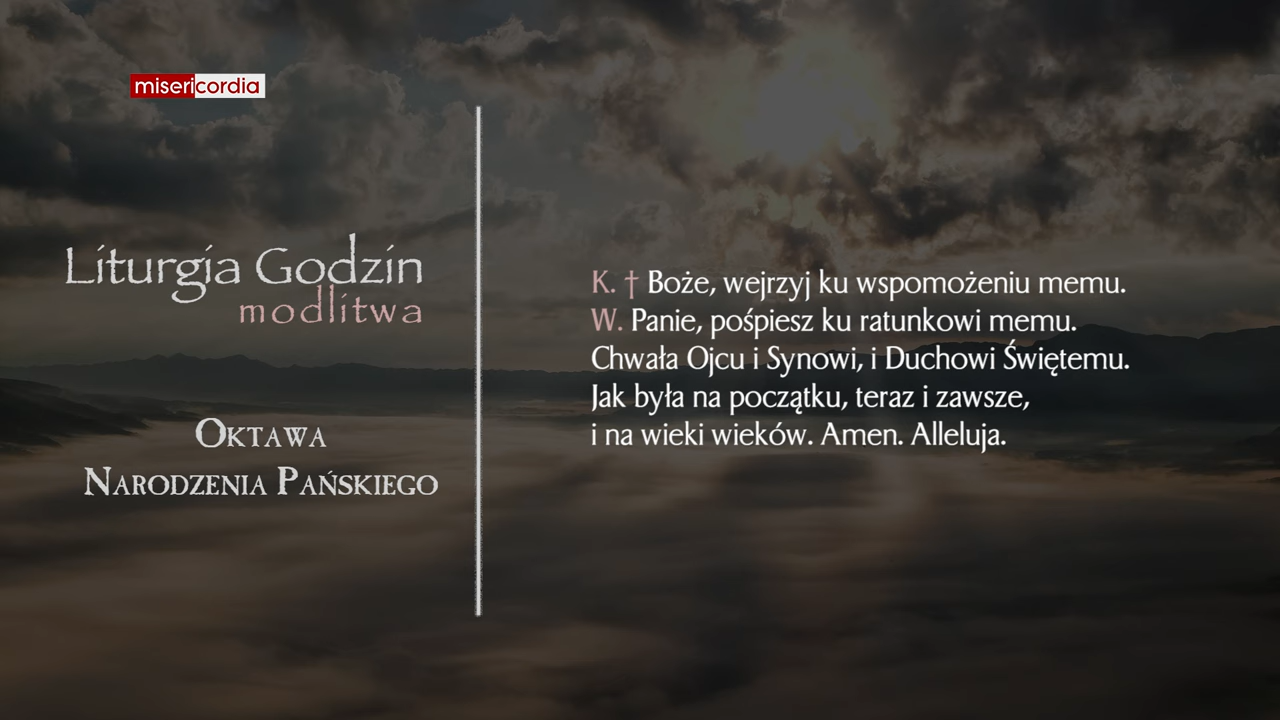 misericordia
Liturgia Godzin
modlitwa
Oktawa
Narodzenia Pańskiego
K. † Boże, wejrzyj ku wspomożeniu memu.
W. Panie, pośpiesz ku ratunkowi memu.
Chwała Ojcu i Synowi, i Duchowi Świętemu.
Jak była na początku, teraz i zawsze,
i na wieki wieków. Amen. Alleluja.